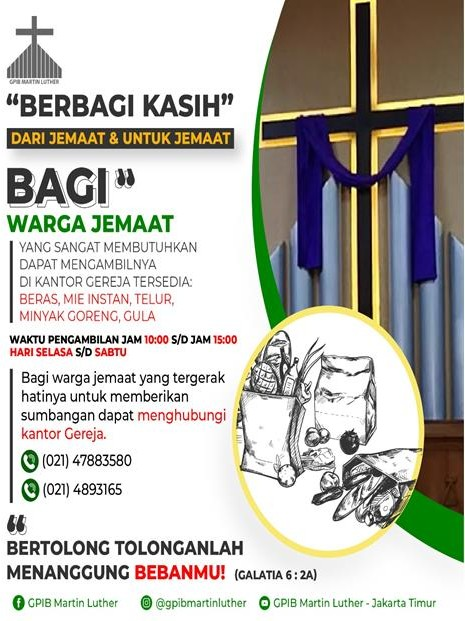 GPIB MARTIN LUTHER
“BERBAGI KASIH”
DARI JEMAAT & UNTUK JEMAAT
BAGI”
WARGA JEMAAT
YANG SANGAT MEMBUTUHKAN
DAPAT MENGAMBILNYA
DI KANTOR GEREJA TERSEDIA:
BERAS, MIE INSTAN, TELUR,
MINYAK GORENG, GULA
WAKTU PENGAMBILAN JAM 10:00 S/D JAM 15:00
HARI SELASA S/D SABTU
Bagi warga jemaat yang tergerak
hatinya untuk memberikan
sumbangan dapat menghubungi
kantor Gereja.
(021) 47883580
(021) 4893165
“
BERTOLONG TOLONGANLAH
MENANGGUNG BEBANMU! (GALATIA 6 : 2A)
GPIB Martin Luther @gpibmartinluther GPIB Martin Luther - Jakarta Timur